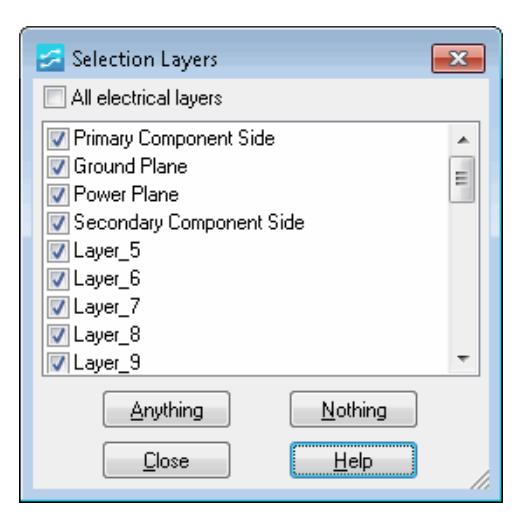 Selection Layers
All electrical layers
Primary Component Side
Ground Plane
Power Plane
Secondary Component Side
Layer_5
Layer_6
Layer_7
Layer_8
Layer_9
Anything
Nothing
Close
Help